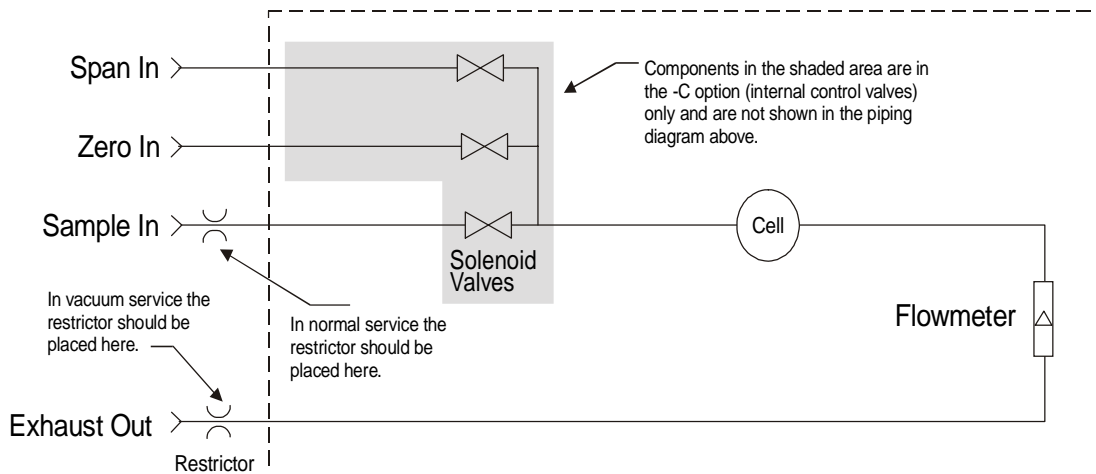 Span In
Components in the shaded area are in
the -C option (internal control valves)
only and are not shown in the piping
diagram above.
Zero In
Sample In
Cell
Solenoid
Valves
In vacuum service the
restrictor should be
placed here.
In normal service the
restrictor should be
placed here.
Flowmeter
Exhaust Out
Restrictor